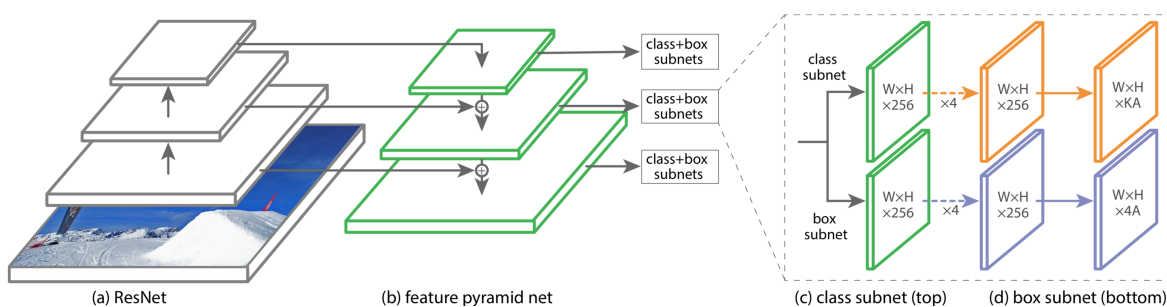 class+box
subnets
class+box
subnets
class+box
subnets
class
subnet
box
subnet
W×H
×256
×4
W×H
×256
W×H
×KA
W×H
×256
×4
W×H
×256
W×H
×4A
(a) ResNet
(b) feature pyramid net
(c) class subnet (top)
(d) box subnet (bottom)